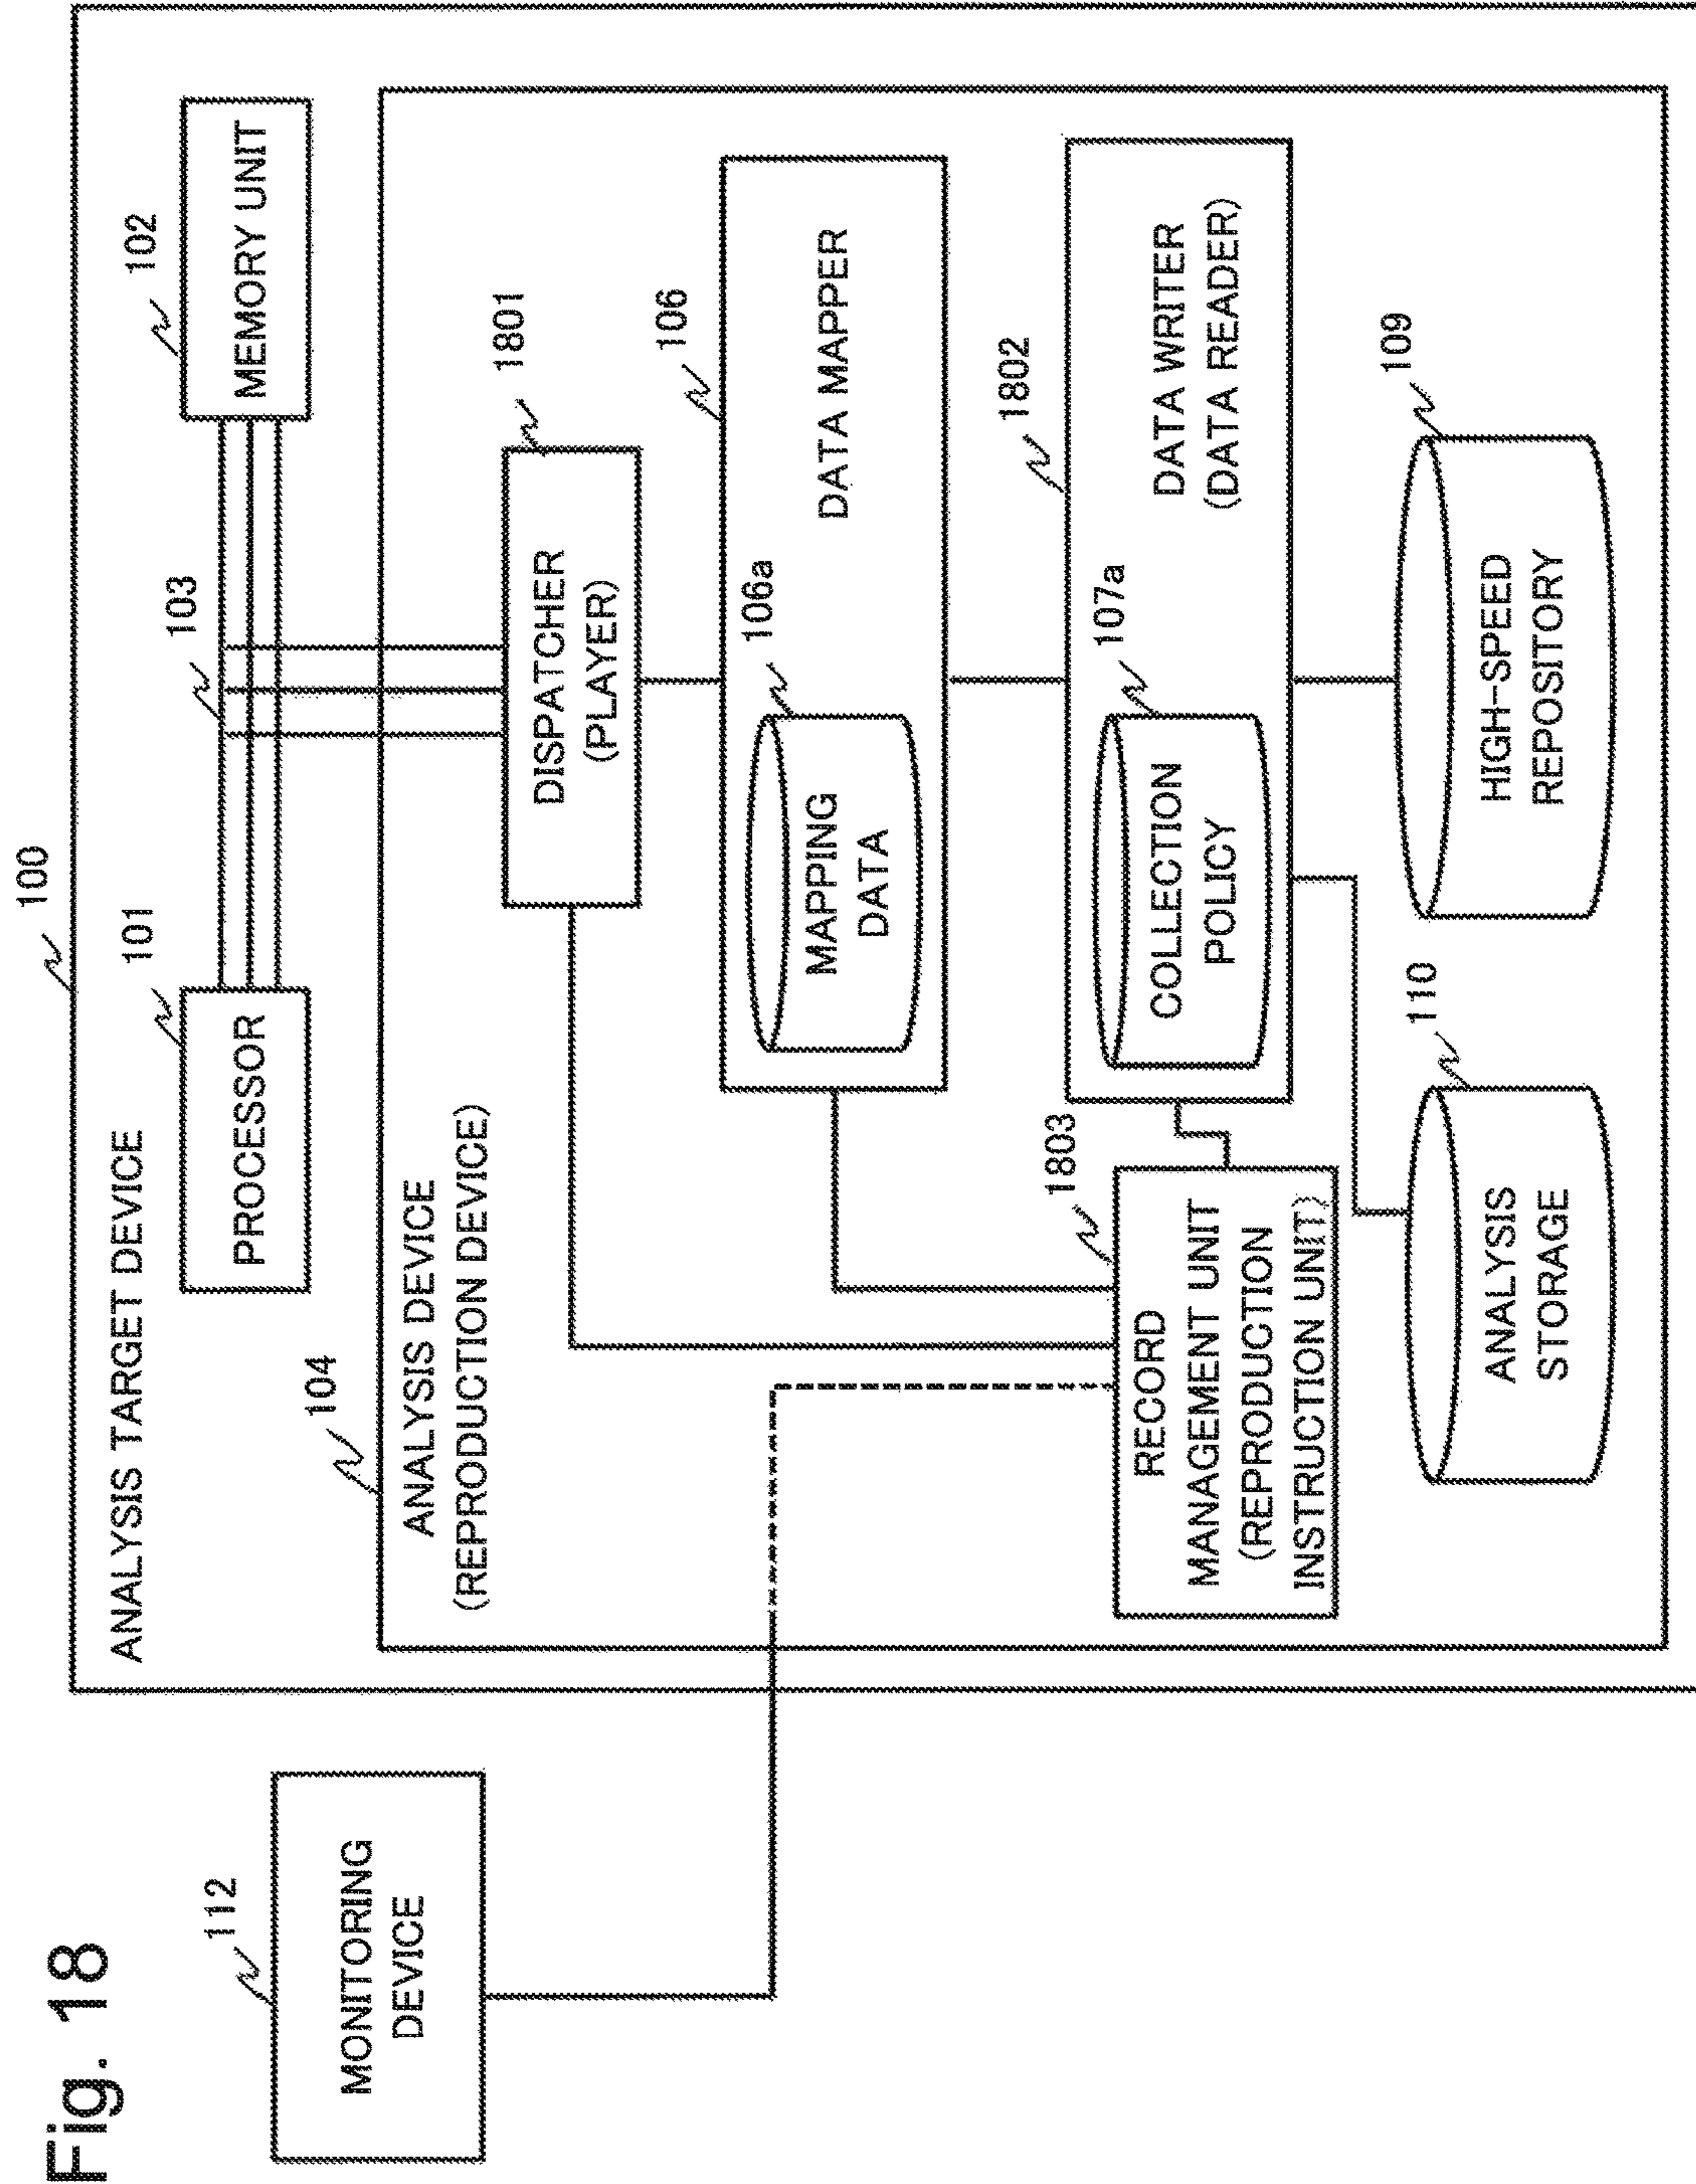 Fig. 18
100
ANALYSIS TARGET DEVICE
112
MONITORING
DEVICE
101
PROCESSOR
103
102
MEMORY UNIT
104
ANALYSIS DEVICE
(REPRODUCTION DEVICE)
1801
DISPATCHER
(PLAYER)
106
106a
MAPPING
DATA
DATA MAPPER
1802
107a
COLLECTION
POLICY
DATA WRITER
(DATA READER)
1803
RECORD
MANAGEMENT UNIT
(REPRODUCTION
INSTRUCTION UNIT)
110
ANALYSIS
STORAGE
109
HIGH-SPEED
REPOSITORY